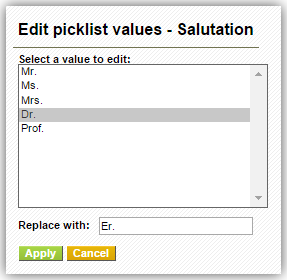 Edit picklist values - Salutation
Select a value to edit:
Mr.
Ms.
Mrs.
Dr.
Prof.
Replace with: Er.
Apply Cancel